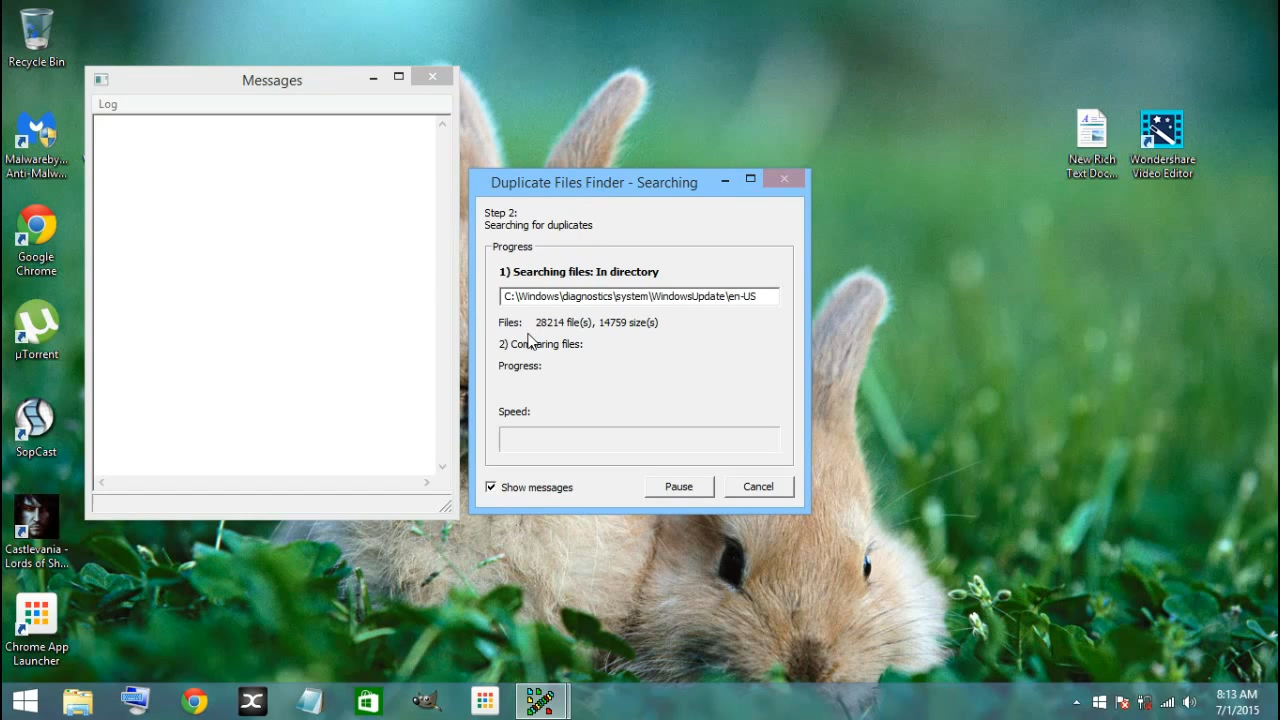 Recycle Bin
Malwareby...
Anti-Malw...
Google
Chrome
µTorrent
SopCast
Castlevania -
Lords of Sh...
Chrome App
Launcher
Messages
Log
Duplicate Files Finder - Searching
Step 2:
Searching for duplicates
Progress
1) Searching files: In directory
C:\Windows\diagnostics\system\WindowsUpdate\en-US
Files: 28214 file(s), 14759 size(s)
2) Comparing files:
Progress:
Speed:
Show messages
Pause
Cancel
New Rich
Text Doc...
Wondershare
Video Editor
8:13 AM
7/1/2015